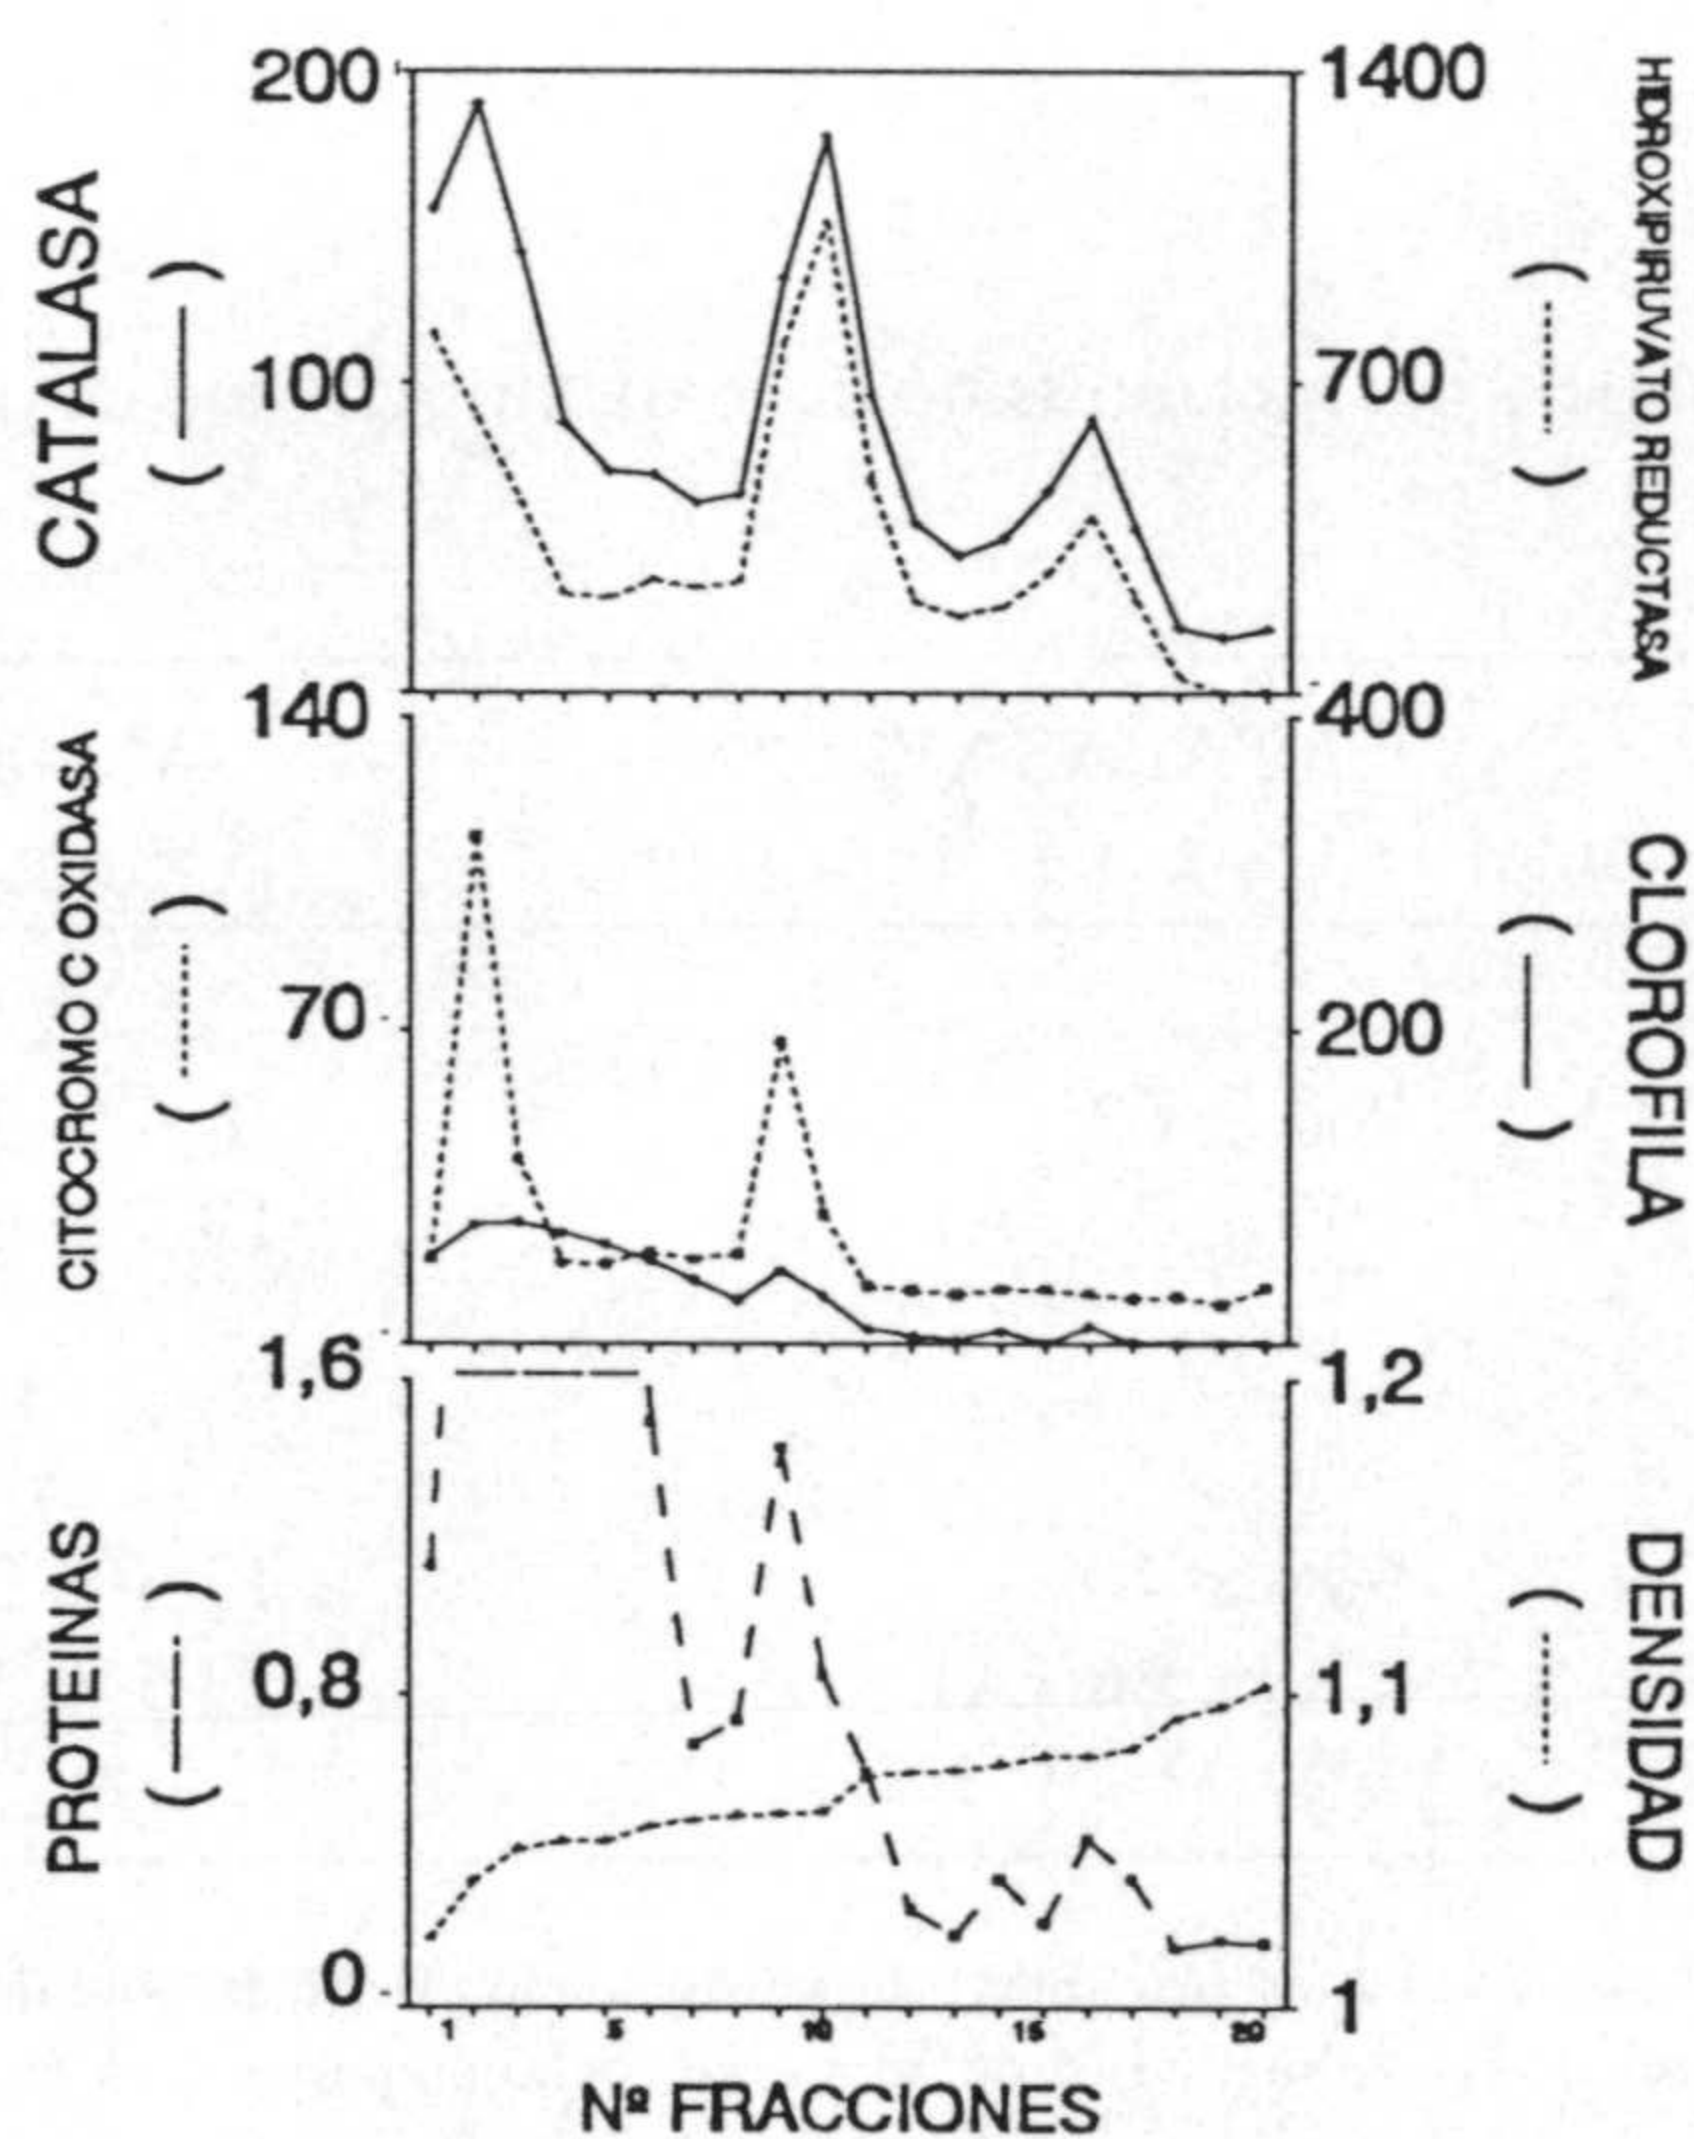 200
1400
CATALASA
( —— )
100
700
( ------ )
HIDROXIPIRUVATO REDUCTASA
140
400
CITOCROMO C OXIDASA
( ------ )
70
200
( —— )
CLOROFILA
1,6
1,2
PROTEINAS
( —— )
0,8
1,1
( ------ )
DENSIDAD
0
1
1 5 10 15 20
Nº FRACCIONES